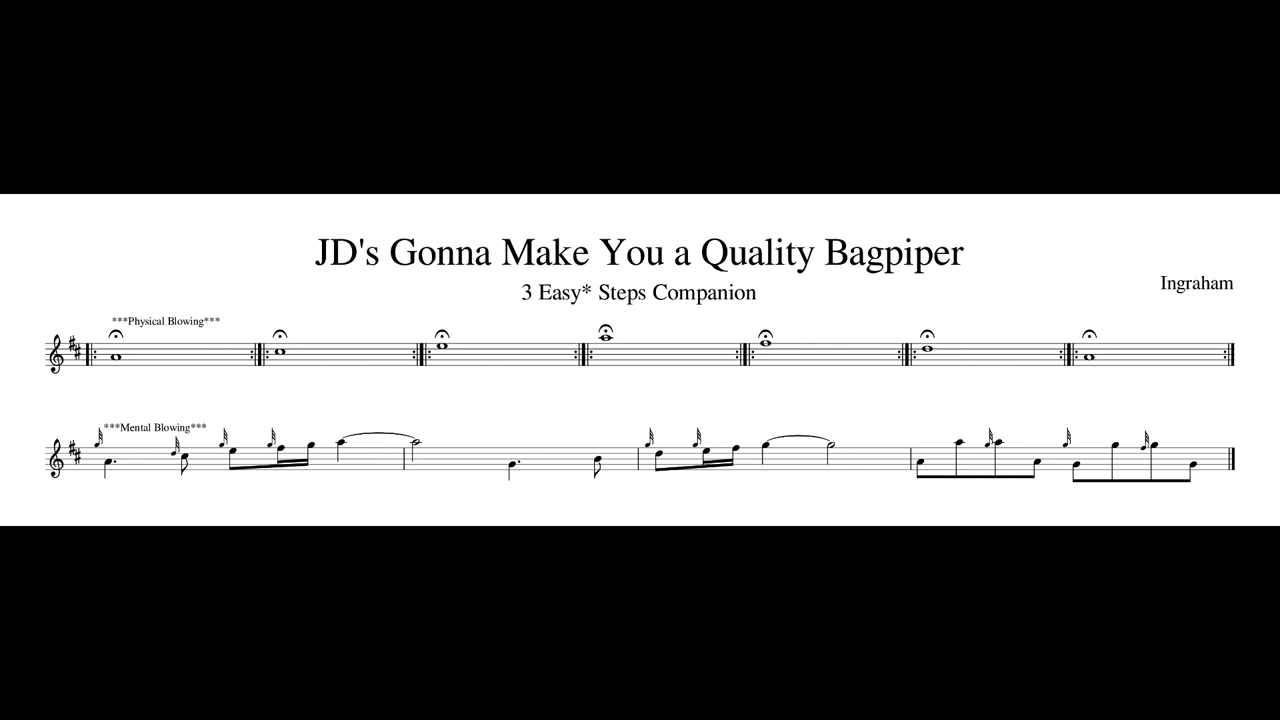 JD's Gonna Make You a Quality Bagpiper
3 Easy* Steps Companion
Ingraham
***Physical Blowing***
***Mental Blowing***